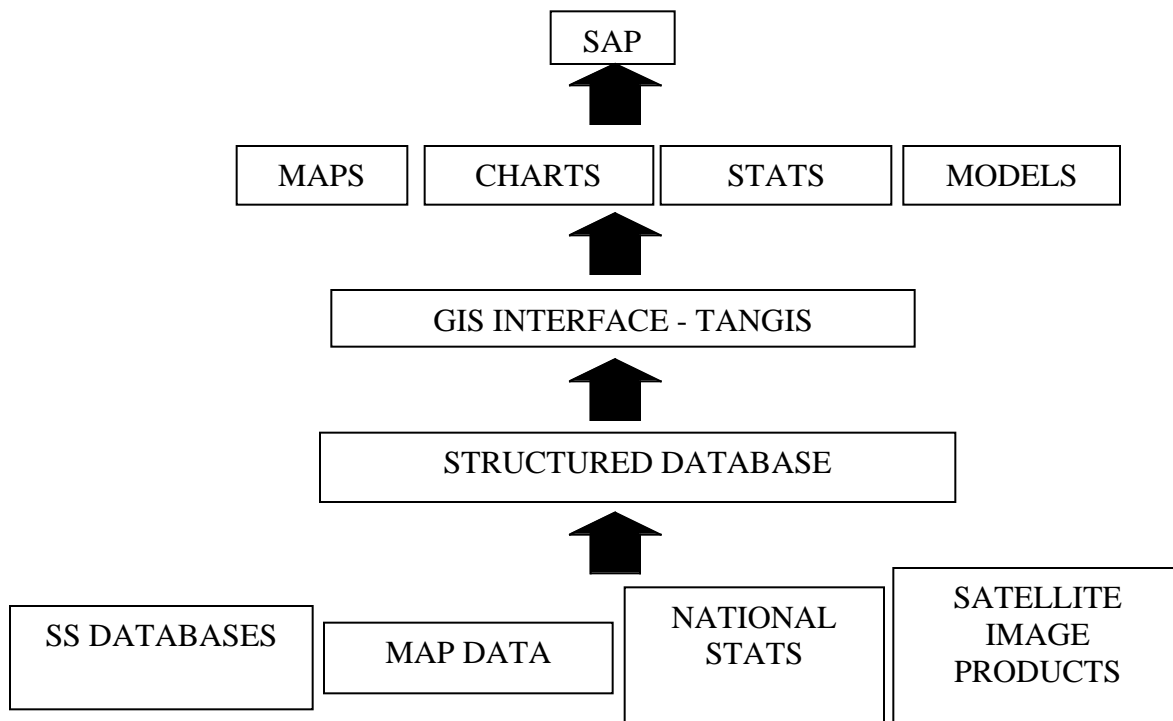 SAP
MAPS
CHARTS
STATS
MODELS
GIS INTERFACE - TANGIS
STRUCTURED DATABASE
SS DATABASES
MAP DATA
NATIONAL
STATS
SATELLITE
IMAGE
PRODUCTS